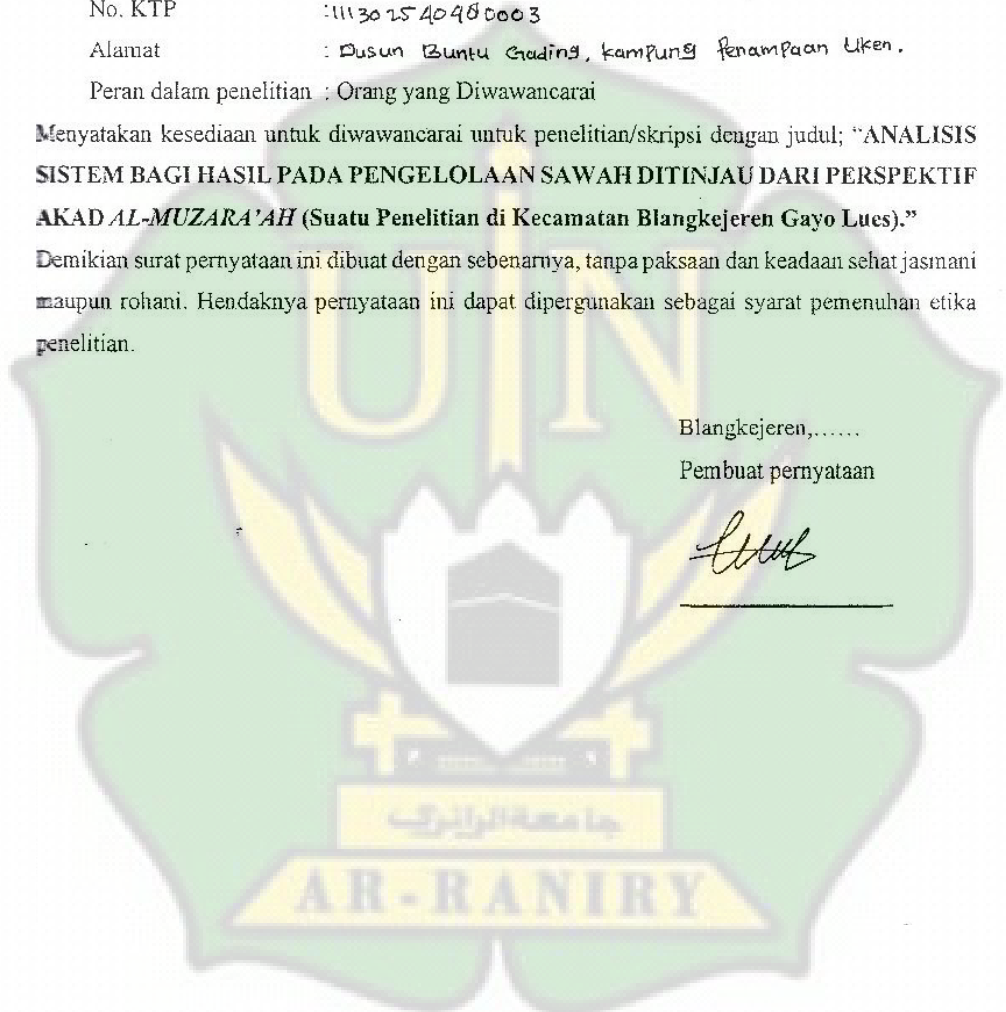 No. KTP :1113025404800003
Alamat : Dusun Buntu Gading, Kampung Penampaan Uken.
Peran dalam penelitian : Orang yang Diwawancarai
Menyatakan kesediaan untuk diwawancarai untuk penelitian/skripsi dengan judul; “ANALISIS
SISTEM BAGI HASIL PADA PENGELOLAAN SAWAH DITINJAU DARI PERSPEKTIF
AKAD AL-MUZARA’AH (Suatu Penelitian di Kecamatan Blangkejeren Gayo Lues).”
Demikian surat pernyataan ini dibuat dengan sebenarnya, tanpa paksaan dan keadaan sehat jasmani
maupun rohani. Hendaknya pernyataan ini dapat dipergunakan sebagai syarat pemenuhan etika
penelitian.
Blangkejeren,......
Pembuat pernyataan
UIN
جامعة الرانري
AR-RANIRY